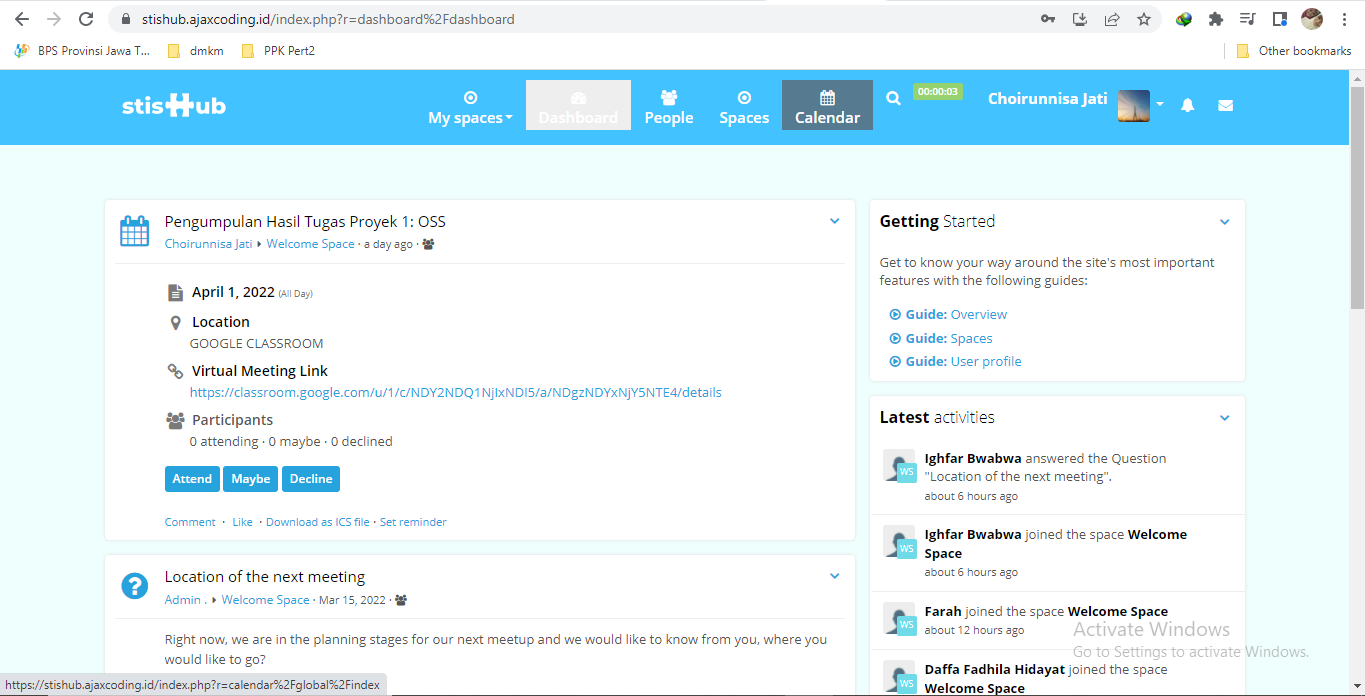 stishub.ajaxcoding.id/index.php?r=dashboard%2Fdashboard
BPS Provinsi Jawa T...
dmkm
PPK Pert2
Other bookmarks
stisHub
My spaces
Dashboard
People
Spaces
Calendar
00:00:03
Choirunnisa Jati
Pengumpulan Hasil Tugas Proyek 1: OSS
Choirunnisa Jati Welcome Space · a day ago ·
April 1, 2022 (All Day)
Location
GOOGLE CLASSROOM
Virtual Meeting Link
https://classroom.google.com/u/1/c/NDY2NDQ1NjIxNDI5/a/NDgzNDYxNjY5NTE4/details
Participants
0 attending · 0 maybe · 0 declined
Attend Maybe Decline
Comment · Like · Download as ICS file · Set reminder
Location of the next meeting
Admin . Welcome Space · Mar 15, 2022 ·
Right now, we are in the planning stages for our next meetup and we would like to know from you, where you
would like to go?
Getting Started
Get to know your way around the site's most important
features with the following guides:
Guide: Overview
Guide: Spaces
Guide: User profile
Latest activities
WS
Ighfar Bwabwa answered the Question
"Location of the next meeting".
about 6 hours ago
WS
Ighfar Bwabwa joined the space Welcome
Space
about 6 hours ago
WS
Farah joined the space Welcome Space
about 12 hours ago
WS
Daffa Fadhila Hidayat joined the space
Welcome Space
Activate Windows
Go to Settings to activate Windows.
https://stishub.ajaxcoding.id/index.php?r=calendar%2Fglobal%2Findex